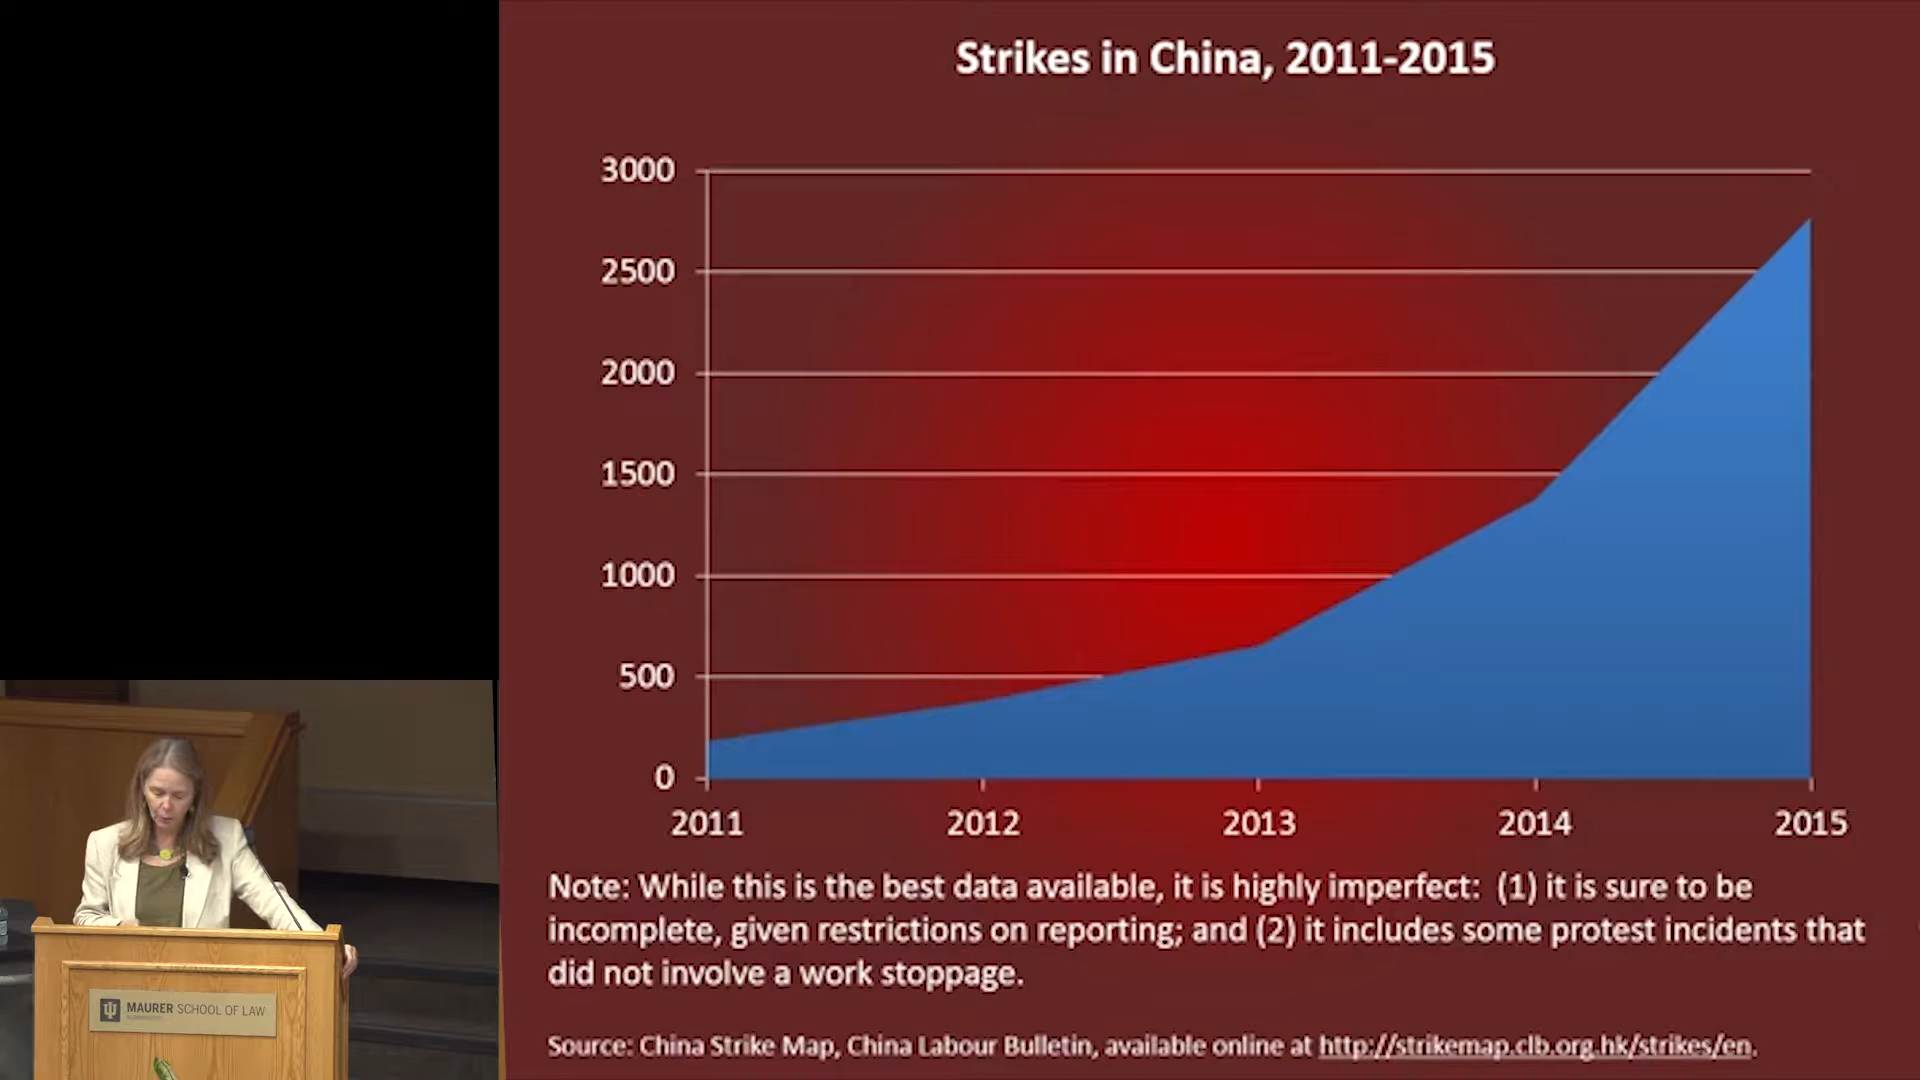 Strikes in China, 2011-2015
3000
2500
2000
1500
1000
500
0
2011 2012 2013 2014 2015
Note: While this is the best data available, it is highly imperfect: (1) it is sure to be
incomplete, given restrictions on reporting; and (2) it includes some protest incidents that
did not involve a work stoppage.
Source: China Strike Map, China Labour Bulletin, available online at http://strikemap.clb.org.hk/strikes/en.
MAURER SCHOOL OF LAW